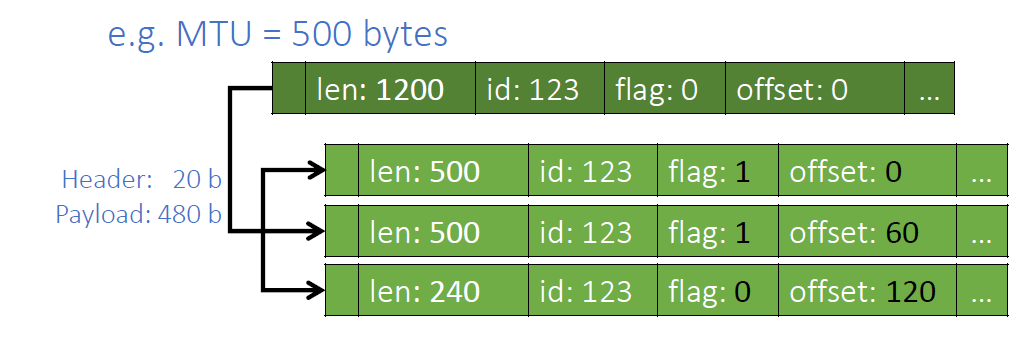 e.g. MTU = 500 bytes
len: 1200 id: 123 flag: 0 offset: 0 ...
len: 500 id: 123 flag: 1 offset: 0 ...
Header: 20 b
Payload: 480 b
len: 500 id: 123 flag: 1 offset: 60 ...
len: 240 id: 123 flag: 0 offset: 120 ...